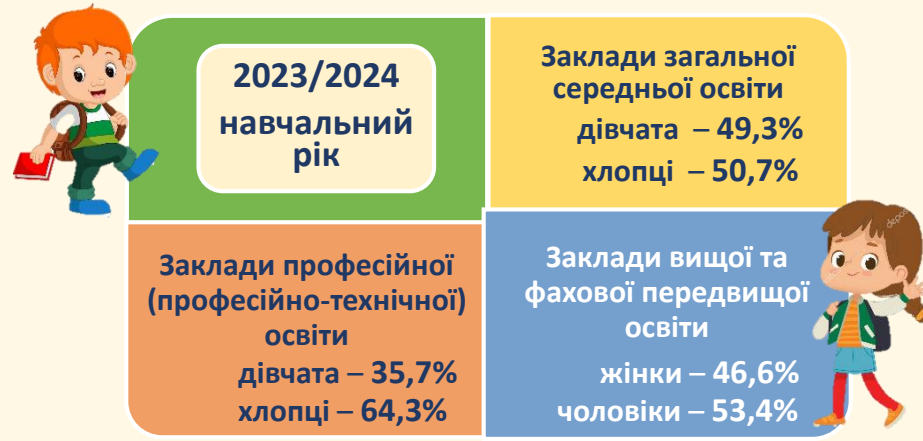 2023/2024
навчальний
рік
Заклади загальної
середньої освіти
дівчата – 49,3%
хлопці – 50,7%
Заклади професійної
(професійно-технічної)
освіти
дівчата – 35,7%
хлопці – 64,3%
Заклади вищої та
фахової передвищої
освіти
жінки – 46,6%
чоловіки – 53,4%